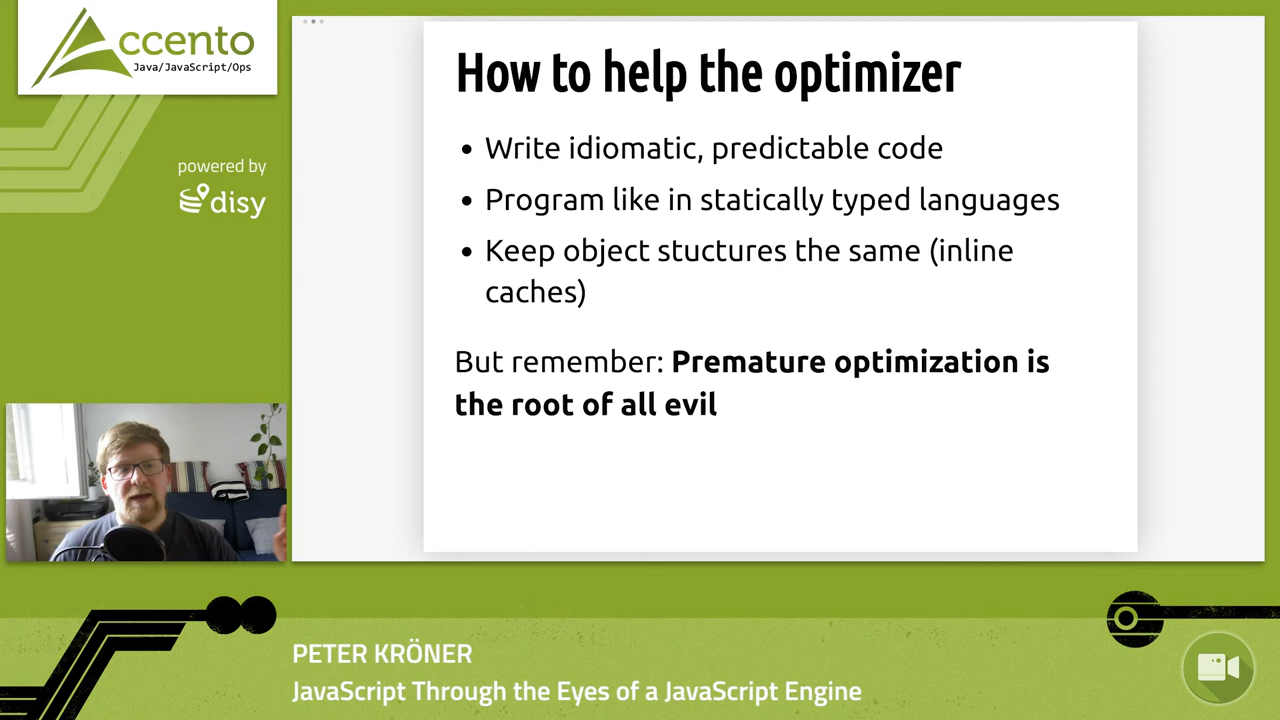 Accento
Java/JavaScript/Ops
powered by
disy
How to help the optimizer
• Write idiomatic, predictable code
• Program like in statically typed languages
• Keep object stuctures the same (inline
caches)
But remember: Premature optimization is
the root of all evil
PETER KRÖNER
JavaScript Through the Eyes of a JavaScript Engine